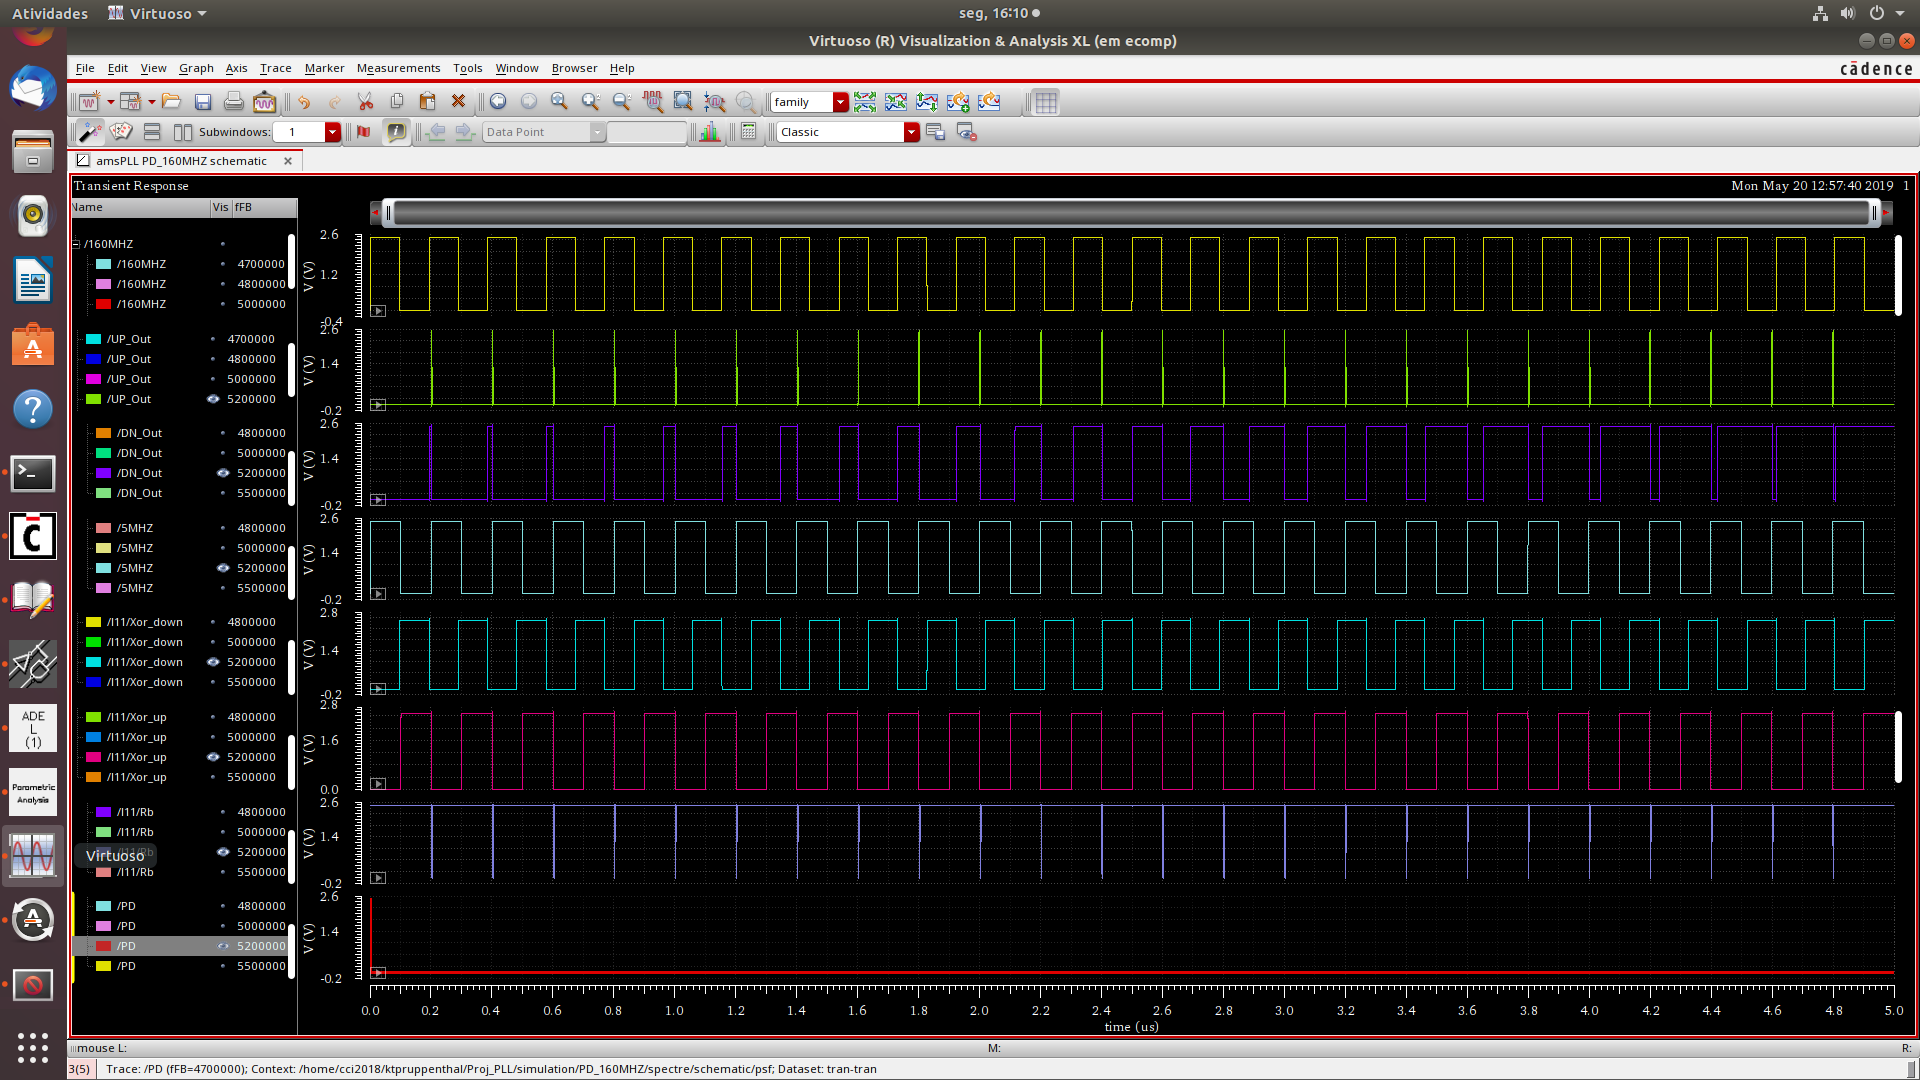 Atividades Virtuoso seg, 16:10
Virtuoso (R) Visualization & Analysis XL (em ecomp)
File Edit View Graph Axis Trace Marker Measurements Tools Window Browser Help cādence
family
Subwindows: 1 Data Point Classic
amsPLL PD_160MHZ schematic
Transient Response Mon May 20 12:57:40 2019 1
Name Vis fFB
/160MHZ
/160MHZ 4700000
/160MHZ 4800000
/160MHZ 5000000
/UP_Out 4700000
/UP_Out 4800000
/UP_Out 5000000
/UP_Out 5200000
/DN_Out 4800000
/DN_Out 5000000
/DN_Out 5200000
/DN_Out 5500000
/5MHZ 4800000
/5MHZ 5000000
/5MHZ 5200000
/5MHZ 5500000
/I11/Xor_down 4800000
/I11/Xor_down 5000000
/I11/Xor_down 5200000
/I11/Xor_down 5500000
/I11/Xor_up 4800000
/I11/Xor_up 5000000
/I11/Xor_up 5200000
/I11/Xor_up 5500000
/I11/Rb 4800000
/I11/Rb 5000000
/I11/Rb 5200000
/I11/Rb 5500000
/PD 4800000
/PD 5000000
/PD 5200000
/PD 5500000
Virtuoso
ADE
L
(1)
Parametric
Analysis
2.6
V (V) 1.2
-0.4
2.6
V (V) 1.4
-0.2
2.6
V (V) 1.4
-0.2
2.6
V (V) 1.4
-0.2
2.8
V (V) 1.4
-0.2
2.8
V (V) 1.6
0.0
2.6
V (V) 1.4
-0.2
2.6
V (V) 1.4
-0.2
0.0 0.2 0.4 0.6 0.8 1.0 1.2 1.4 1.6 1.8 2.0 2.2 2.4 2.6 2.8 3.0 3.2 3.4 3.6 3.8 4.0 4.2 4.4 4.6 4.8 5.0
time (us)
mouse L: M: R:
3(5) Trace: /PD (fFB=4700000); Context: /home/cci2018/ktpruppenthal/Proj_PLL/simulation/PD_160MHZ/spectre/schematic/psf; Dataset: tran-tran